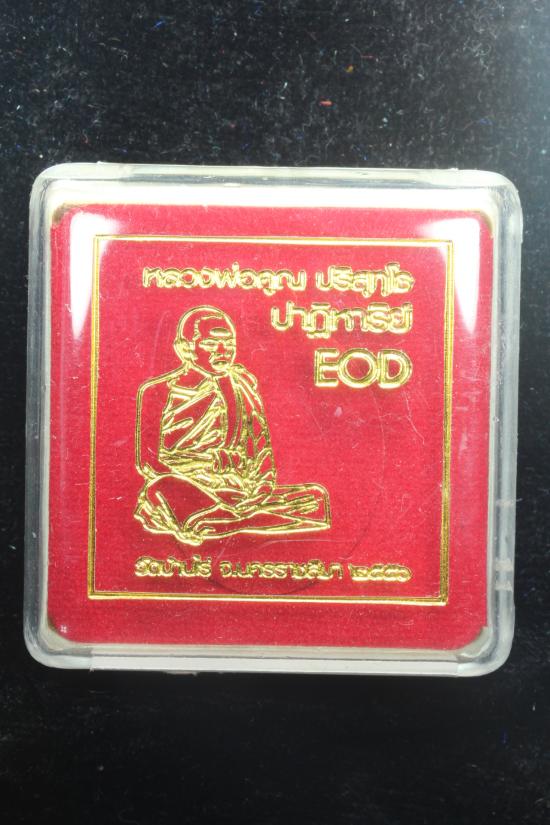 หลวงพ่อคูณ ปริสุทฺโธ
ปาฏิหาริย์
EOD
วัดบ้านไร่ จ.นครราชสีมา ๒๕๕๖